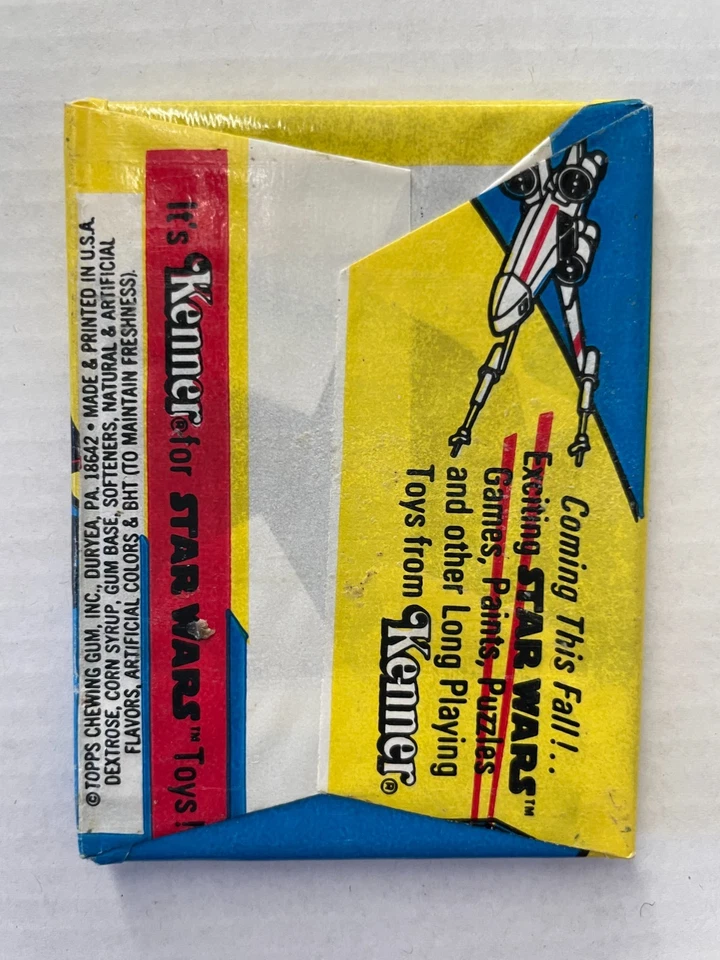 Coming This Fall!...
Exciting STAR WARS™
Games, Paints, Puzzles
and other Long Playing
Toys from Kenner®
it's Kenner® for STAR WARS™ Toys!
© TOPPS CHEWING GUM, INC., DURYEA, PA. 18642 • MADE & PRINTED IN U.S.A.
DEXTROSE, CORN SYRUP, GUM BASE, SOFTENERS, NATURAL & ARTIFICIAL
FLAVORS, ARTIFICIAL COLORS & BHT (TO MAINTAIN FRESHNESS).